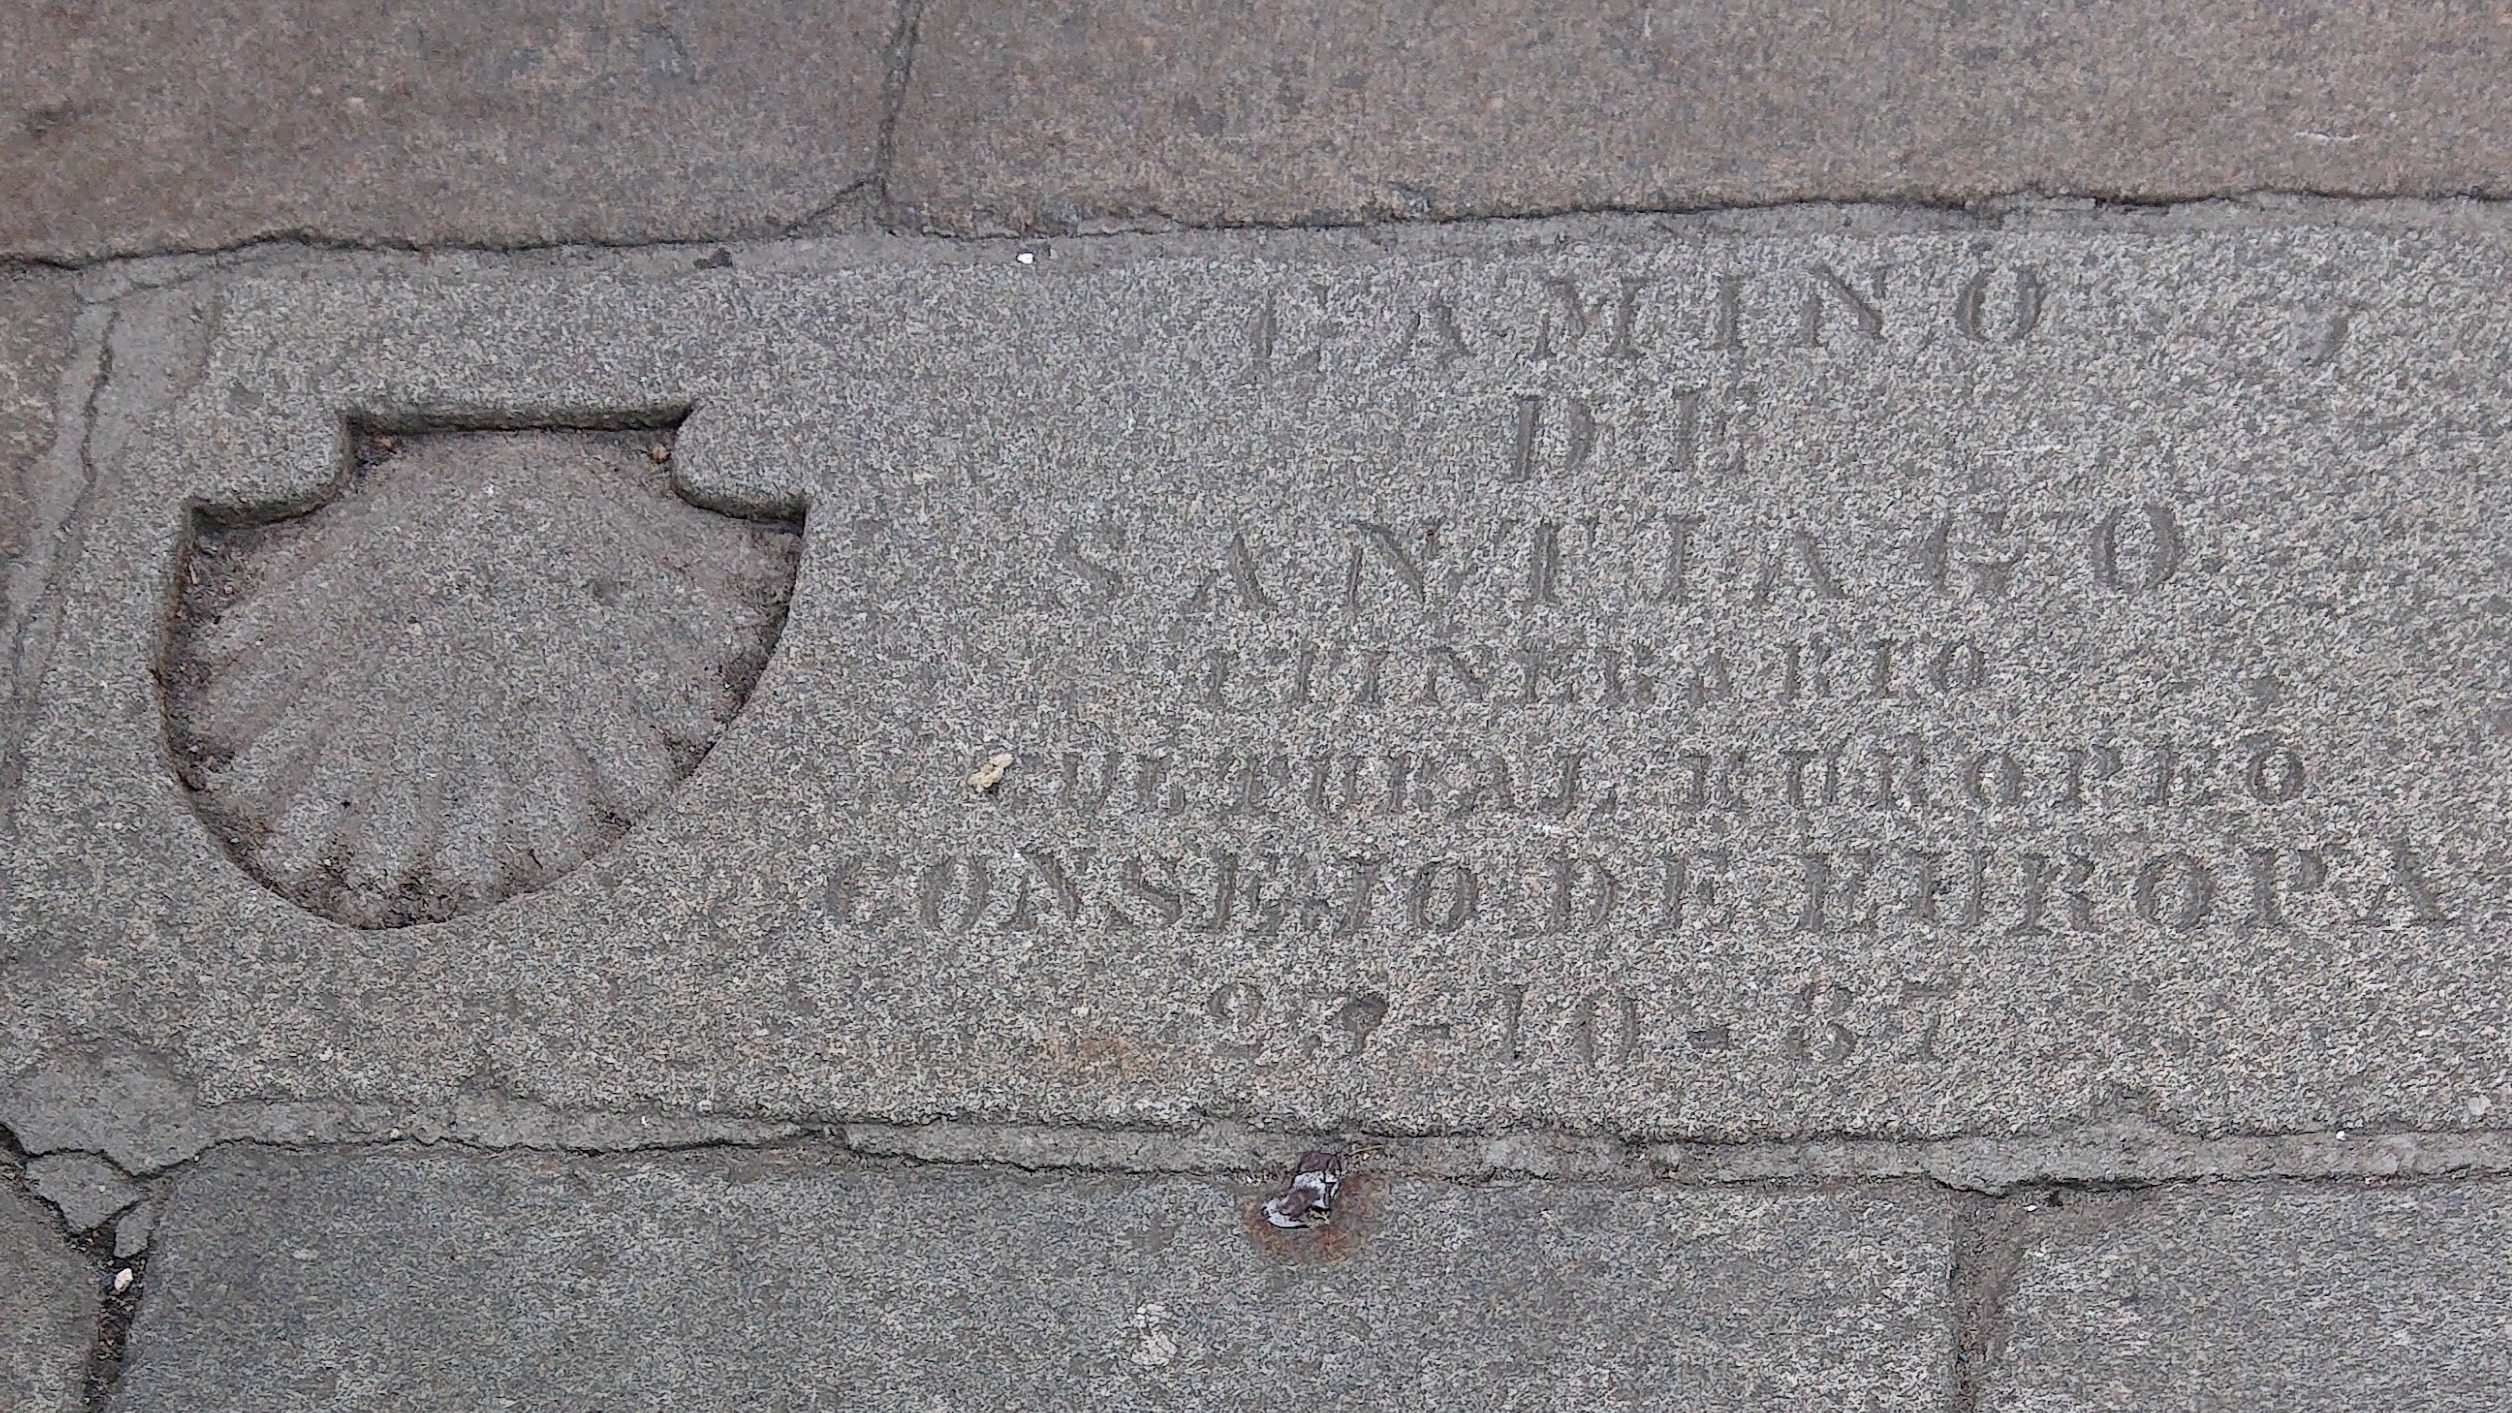 CAMINO
DE
SANTIAGO
ITINERARIO
CULTURAL EUROPEO
CONSEJO DE EUROPA
23-10-87